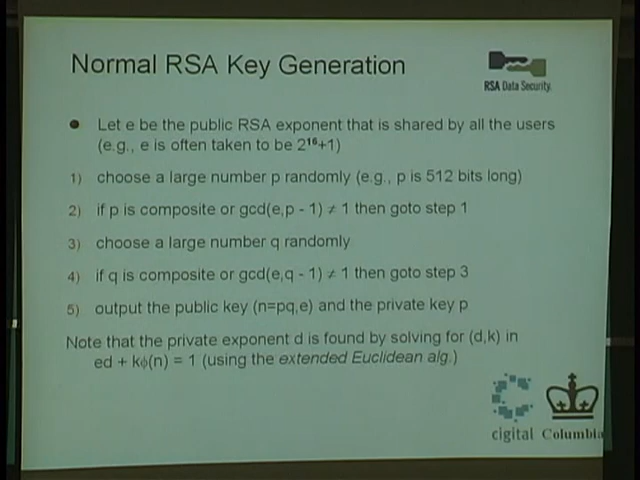 Normal RSA Key Generation
RSA Data Security.
● Let e be the public RSA exponent that is shared by all the users
(e.g., e is often taken to be 2¹⁶+1)
1) choose a large number p randomly (e.g., p is 512 bits long)
2) if p is composite or gcd(e,p - 1) ≠ 1 then goto step 1
3) choose a large number q randomly
4) if q is composite or gcd(e,q - 1) ≠ 1 then goto step 3
5) output the public key (n=pq,e) and the private key p
Note that the private exponent d is found by solving for (d,k) in
ed + kϕ(n) = 1 (using the extended Euclidean alg.)
cigital Columbia